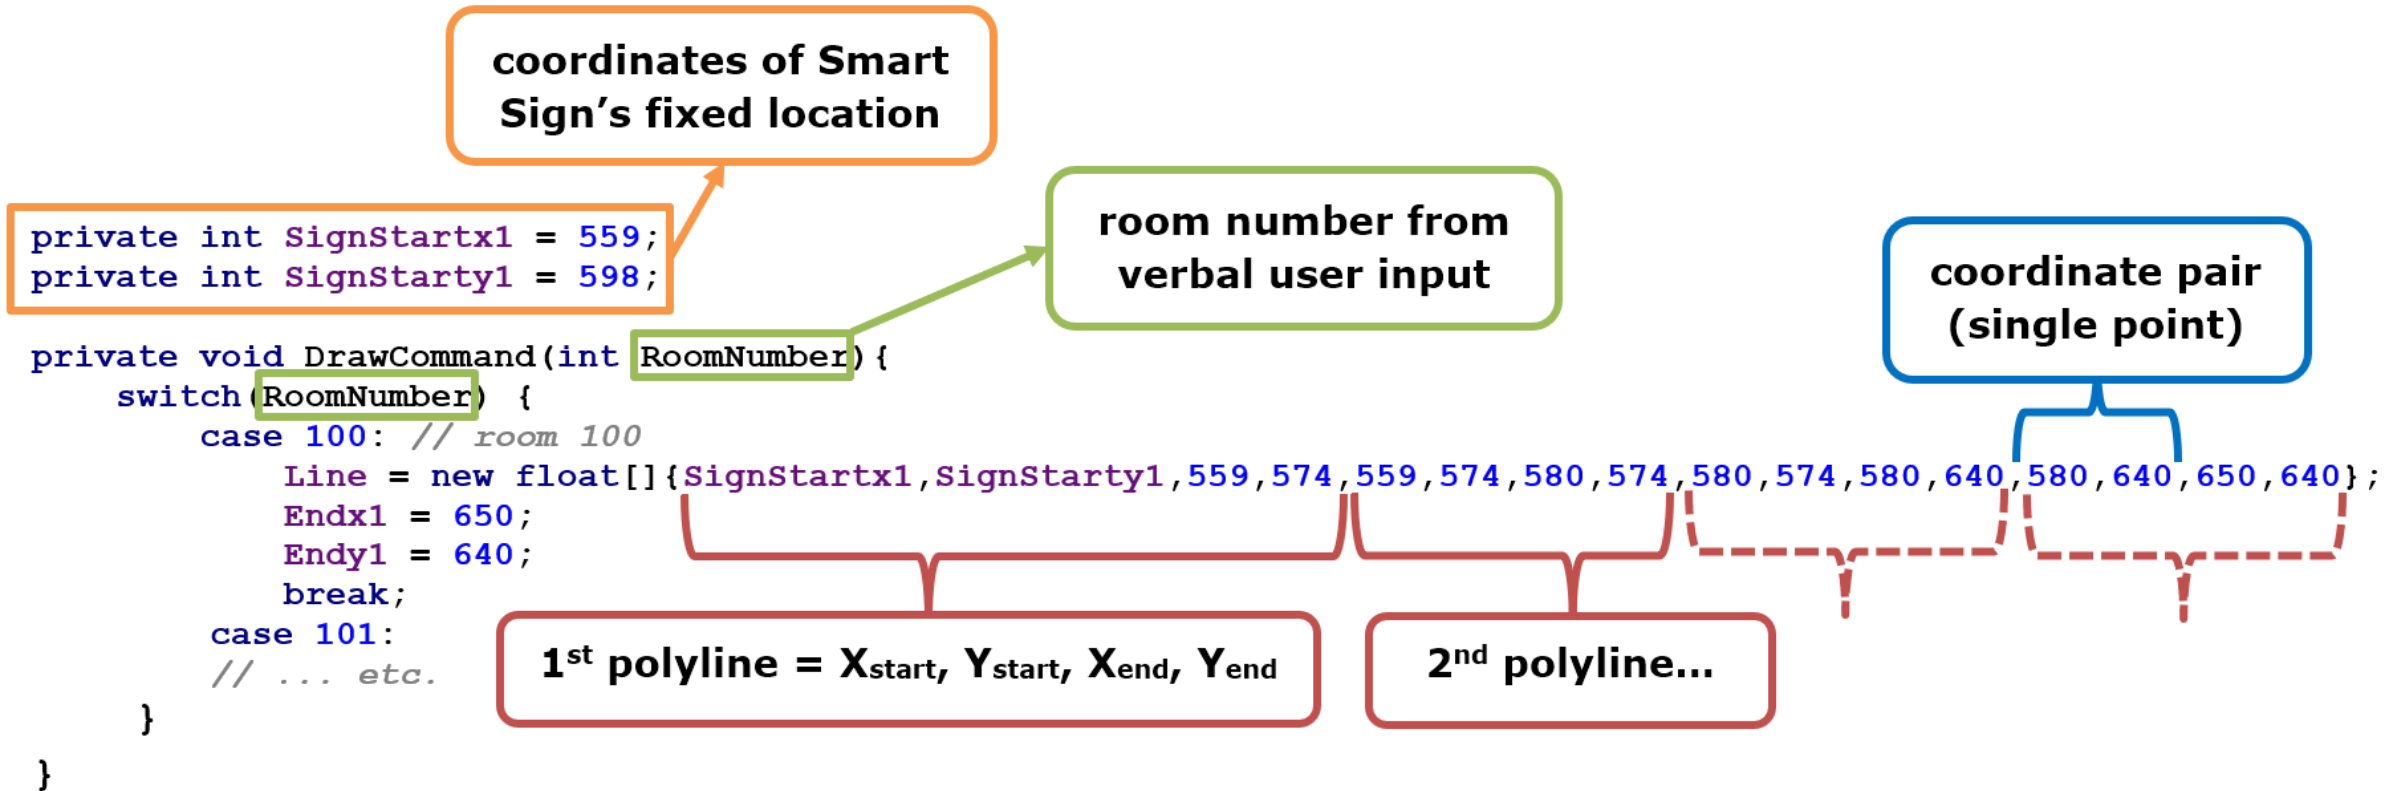 coordinates of Smart
Sign’s fixed location
room number from
verbal user input
coordinate pair
(single point)
private int SignStartx1 = 559;
private int SignStarty1 = 598;
private void DrawCommand(int RoomNumber){
switch(RoomNumber) {
case 100: // room 100
Line = new float[]{SignStartx1,SignStarty1,559,574,559,574,580,574,580,574,580,640,580,640,650,640};
Endx1 = 650;
Endy1 = 640;
break;
case 101:
// ... etc.
}
}
1st polyline = Xstart, Ystart, Xend, Yend
2nd polyline...